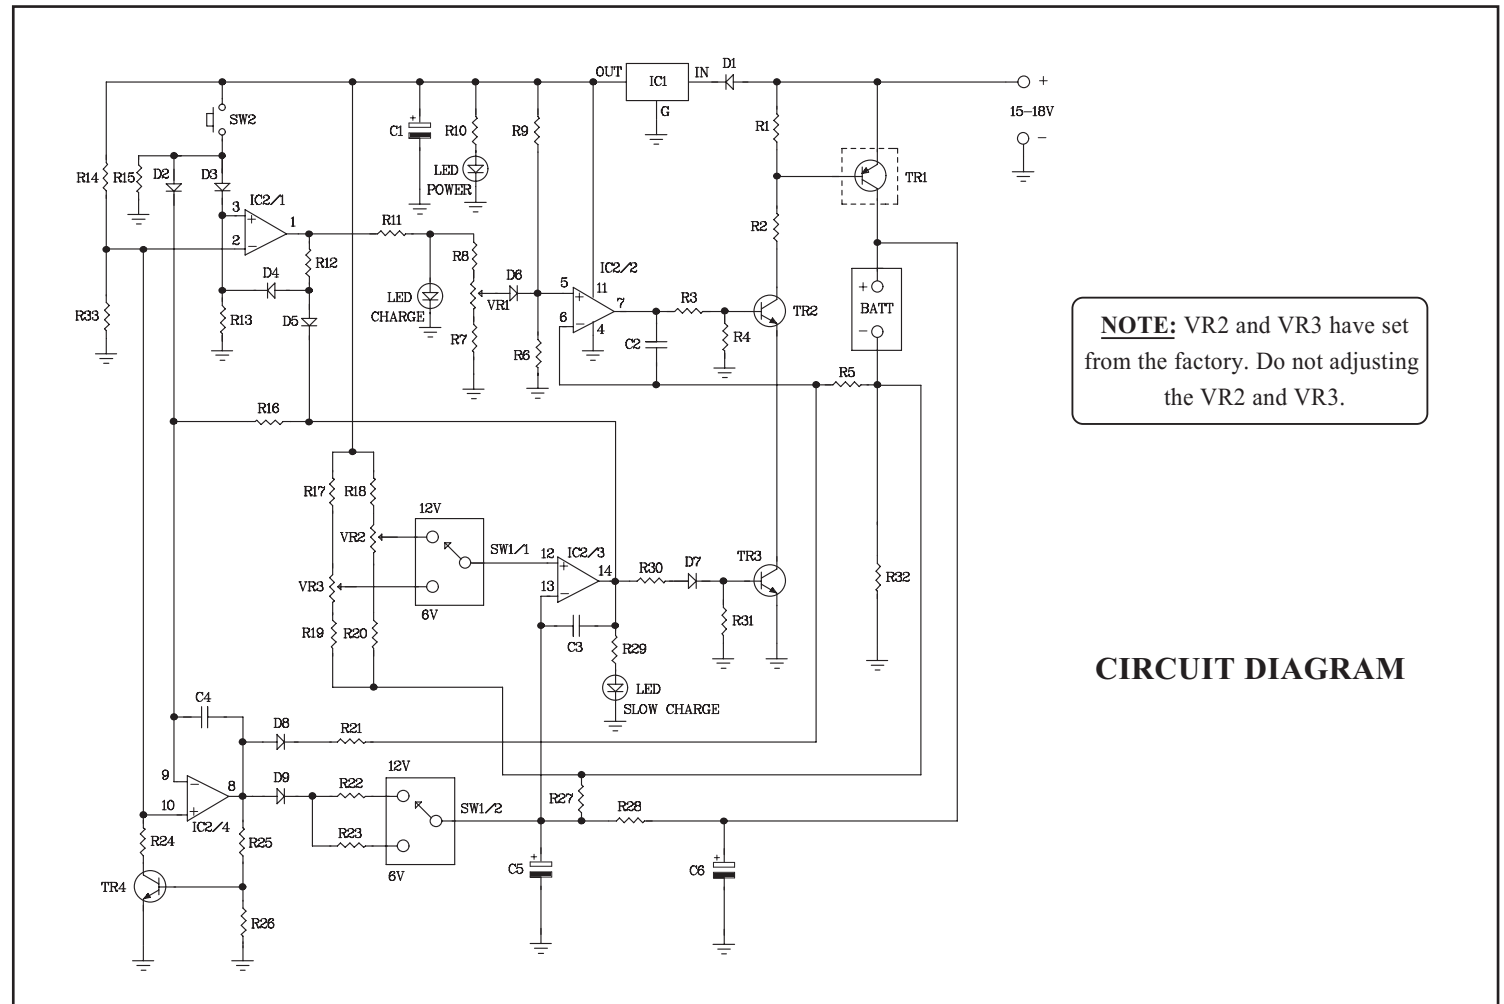 OUT
IC1
IN
D1
G
+
15-18V
−
SW2
C1
+
R10
R9
R1
LED
POWER
R14
R15
D2
D3
TR1
IC2/1
3
+
2
−
1
R11
R2
R12
R8
D6
IC2/2
D4
5
+
11
VR1
LED
CHARGE
6
−
4
7
R3
TR2
+
BATT
−
R33
R13
D5
R7
R6
C2
R4
R5
NOTE: VR2 and VR3 have set
from the factory. Do not adjusting
the VR2 and VR3.
R16
R17
R18
12V
VR2
SW1/1
12
+
IC2/3
13
−
14
R30
D7
TR3
VR3
6V
R32
R19
R20
C3
R29
R31
LED
SLOW CHARGE
CIRCUIT DIAGRAM
C4
D8
R21
9
−
8
D9
R22
12V
SW1/2
R27
R28
10
+
IC2/4
R24
R25
R23
6V
C5
+
C6
+
TR4
R26